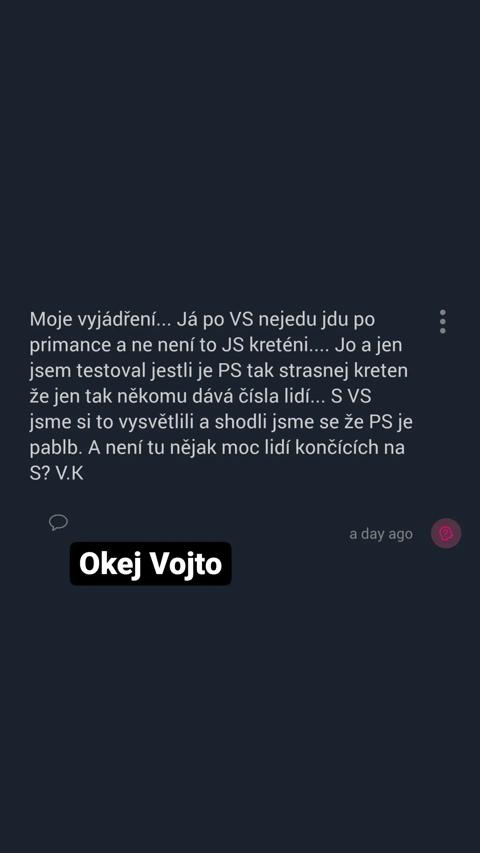 Moje vyjádření... Já po VS nejedu jdu po
primance a ne není to JS kreténi.... Jo a jen
jsem testoval jestli je PS tak strasnej kreten
že jen tak někomu dává čísla lidí... S VS
jsme si to vysvětlili a shodli jsme se že PS je
pablb. A není tu nějak moc lidí končících na
S? V.K
a day ago
Okej Vojto